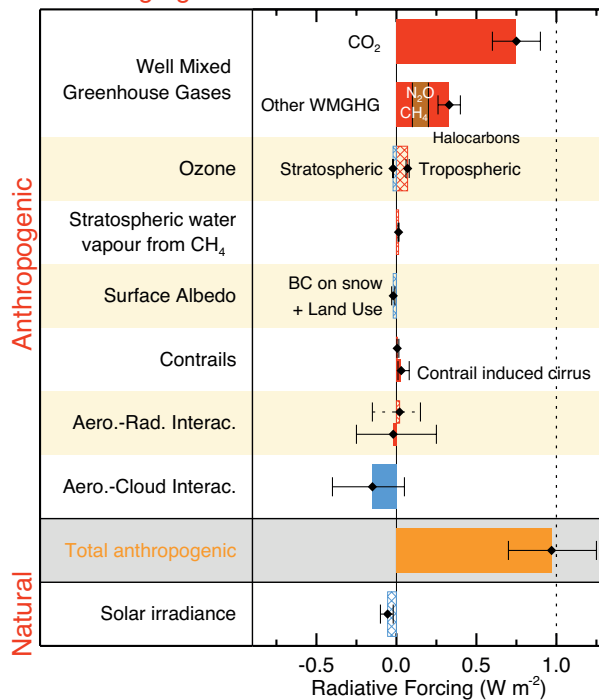 Anthropogenic
Natural
Well Mixed
Greenhouse Gases
CO2
Other WMGHG
N2O
CH4
Halocarbons
Ozone
Stratospheric
Tropospheric
Stratospheric water
vapour from CH4
Surface Albedo
BC on snow
+ Land Use
Contrails
Contrail induced cirrus
Aero.-Rad. Interac.
Aero.-Cloud Interac.
Total anthropogenic
Solar irradiance
-0.5 0.0 0.5 1.0
Radiative Forcing (W m-2)